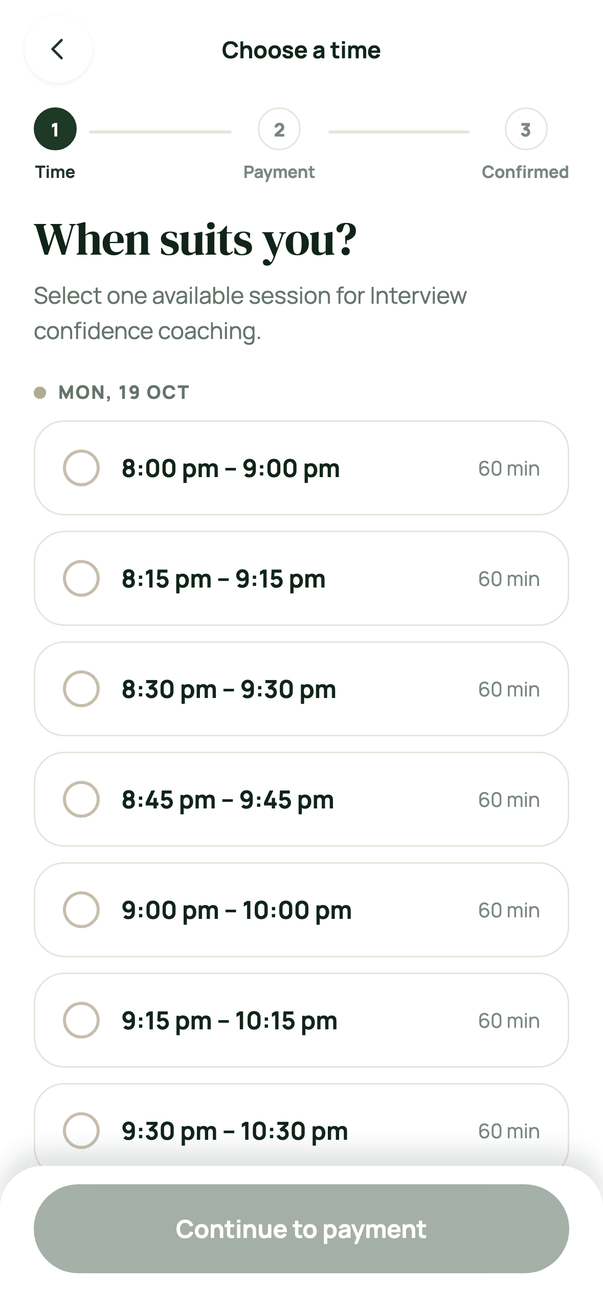 Choose a time
1
2
3
Time
Payment
Confirmed
When suits you?
Select one available session for Interview
confidence coaching.
MON, 19 OCT
8:00 pm – 9:00 pm 60 min
8:15 pm – 9:15 pm 60 min
8:30 pm – 9:30 pm 60 min
8:45 pm – 9:45 pm 60 min
9:00 pm – 10:00 pm 60 min
9:15 pm – 10:15 pm 60 min
9:30 pm – 10:30 pm 60 min
Continue to payment